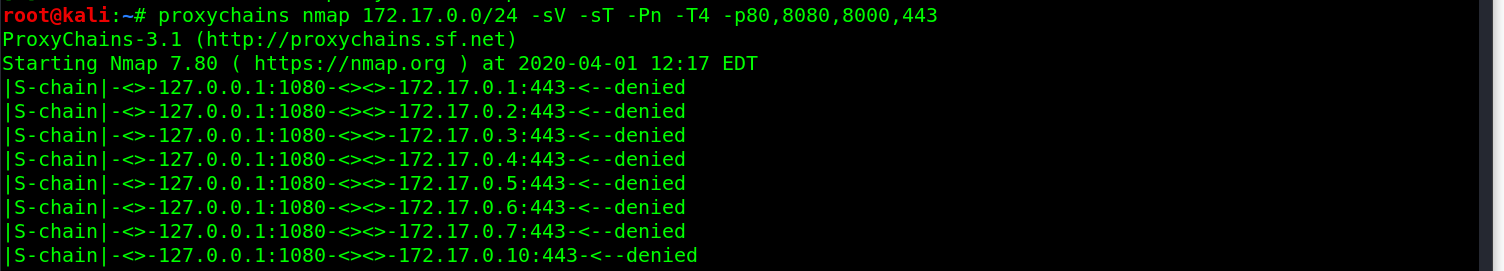 root@kali:~# proxychains nmap 172.17.0.0/24 -sV -sT -Pn -T4 -p80,8080,8000,443
ProxyChains-3.1 (http://proxychains.sf.net)
Starting Nmap 7.80 ( https://nmap.org ) at 2020-04-01 12:17 EDT
|S-chain|-<>-127.0.0.1:1080-<><>-172.17.0.1:443-<--denied
|S-chain|-<>-127.0.0.1:1080-<><>-172.17.0.2:443-<--denied
|S-chain|-<>-127.0.0.1:1080-<><>-172.17.0.3:443-<--denied
|S-chain|-<>-127.0.0.1:1080-<><>-172.17.0.4:443-<--denied
|S-chain|-<>-127.0.0.1:1080-<><>-172.17.0.5:443-<--denied
|S-chain|-<>-127.0.0.1:1080-<><>-172.17.0.6:443-<--denied
|S-chain|-<>-127.0.0.1:1080-<><>-172.17.0.7:443-<--denied
|S-chain|-<>-127.0.0.1:1080-<><>-172.17.0.10:443-<--denied